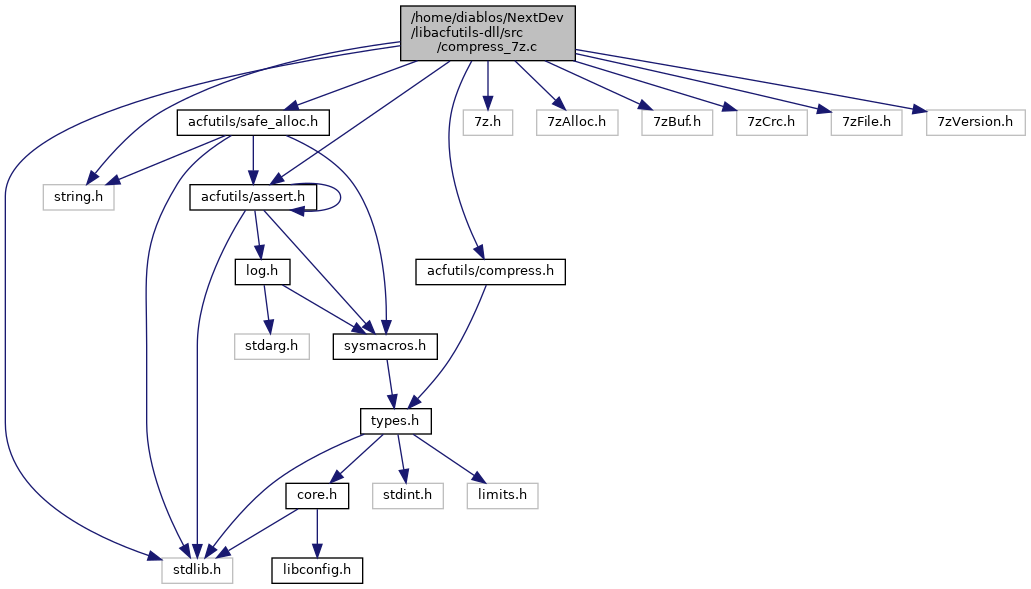 /home/diablos/NextDev
/libacfutils-dll/src
/compress_7z.c
acfutils/safe_alloc.h
7z.h
7zAlloc.h
7zBuf.h
7zCrc.h
7zFile.h
7zVersion.h
string.h
acfutils/assert.h
log.h
acfutils/compress.h
stdarg.h
sysmacros.h
types.h
core.h
stdint.h
limits.h
stdlib.h
libconfig.h